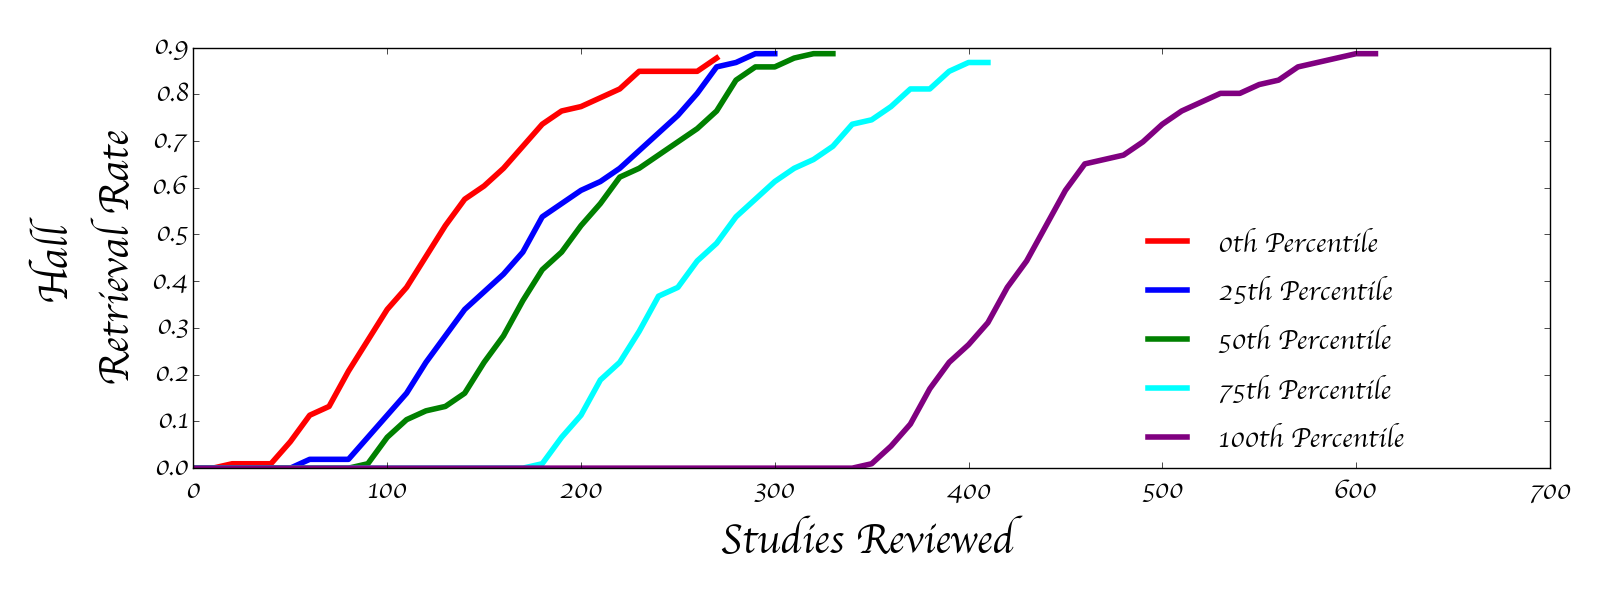 Hall
Retrieval Rate
0.9
0.8
0.7
0.6
0.5
0.4
0.3
0.2
0.1
0.0
0 100 200 300 400 500 600 700
Studies Reviewed
0th Percentile
25th Percentile
50th Percentile
75th Percentile
100th Percentile